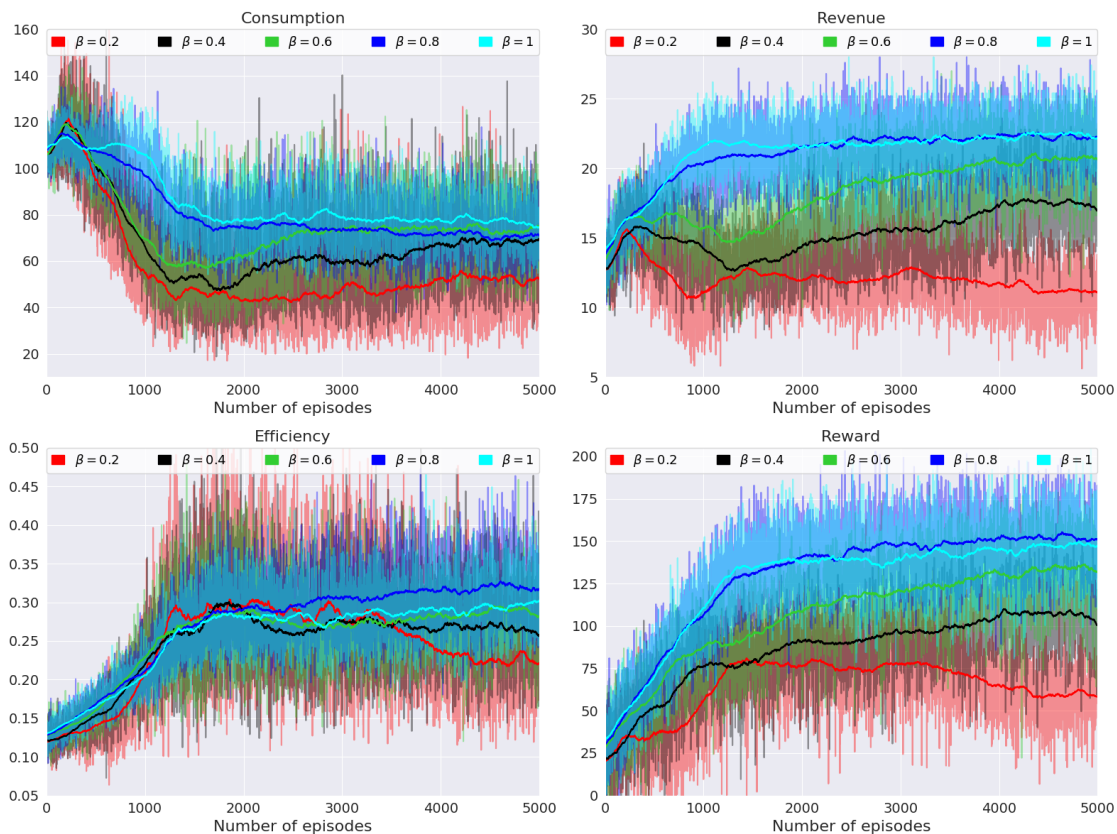 Consumption
β = 0.2 β = 0.4 β = 0.6 β = 0.8 β = 1
160
140
120
100
80
60
40
20
0 1000 2000 3000 4000 5000
Number of episodes
Revenue
β = 0.2 β = 0.4 β = 0.6 β = 0.8 β = 1
30
25
20
15
10
5
0 1000 2000 3000 4000 5000
Number of episodes
Efficiency
β = 0.2 β = 0.4 β = 0.6 β = 0.8 β = 1
0.50
0.45
0.40
0.35
0.30
0.25
0.20
0.15
0.10
0.05
0 1000 2000 3000 4000 5000
Number of episodes
Reward
β = 0.2 β = 0.4 β = 0.6 β = 0.8 β = 1
200
175
150
125
100
75
50
25
0
0 1000 2000 3000 4000 5000
Number of episodes